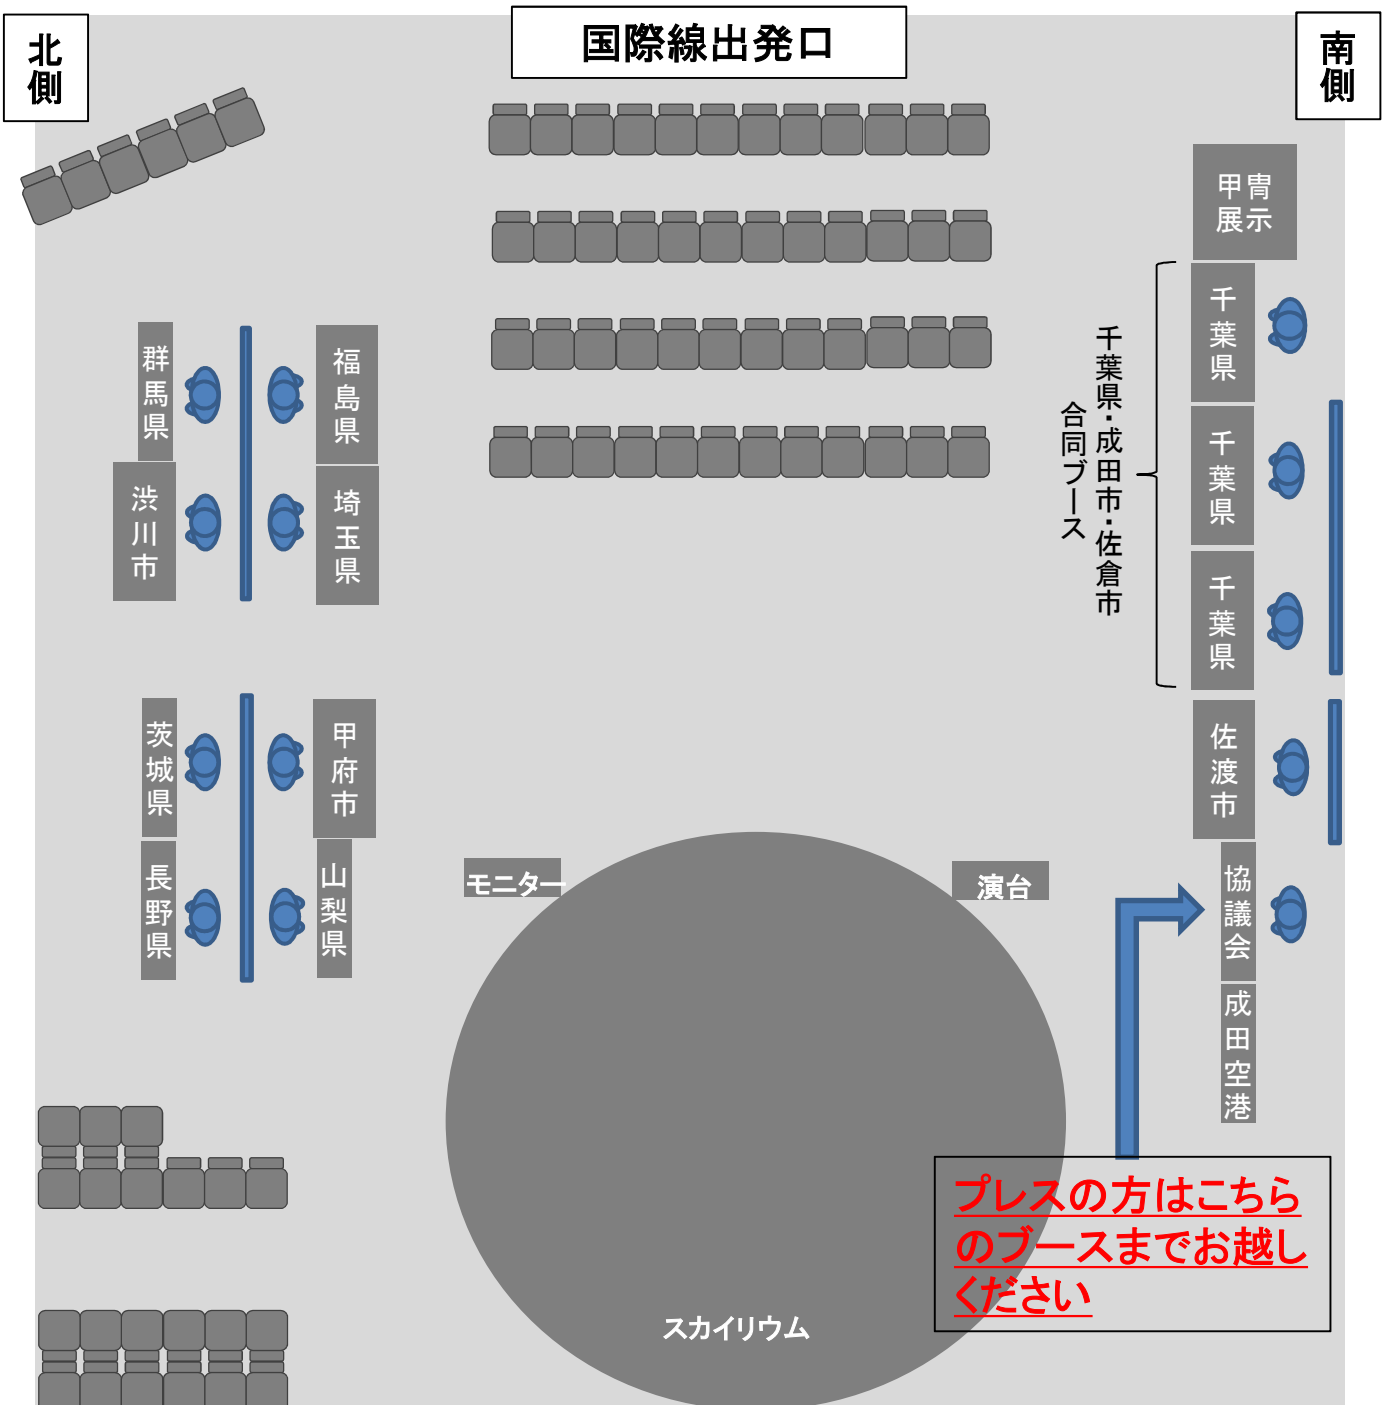 北側
国際線出発口
南側
甲冑
展示
千葉県
千葉県
千葉県
千葉県・成田市・佐倉市
合同ブース
群馬県
福島県
渋川市
埼玉県
茨城県
甲府市
長野県
山梨県
佐渡市
協議会
成田空港
モニター
演台
プレスの方はこちら
のブースまでお越し
ください
スカイリウム